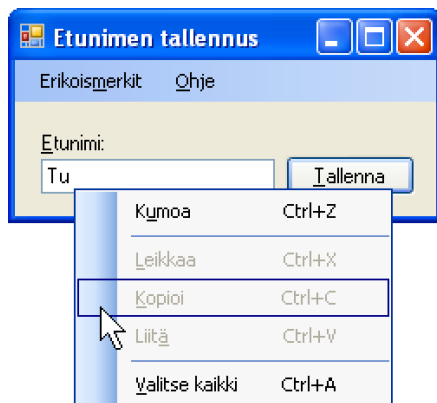 Etunimen tallennus
Erikoismerkit Ohje
Etunimi:
Tu Tallenna
Kumoa Ctrl+Z
Leikkaa Ctrl+X
Kopioi Ctrl+C
Liitä Ctrl+V
Valitse kaikki Ctrl+A